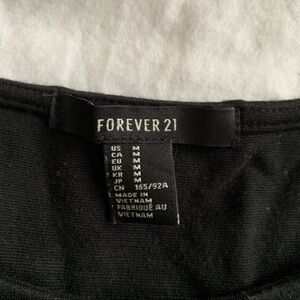 FOREVER 21
US M
CA M
EU M
UK M
KR M
JP M
CN 165/92A
MADE IN
VIETNAM
FABRIQUÉ AU
VIETNAM